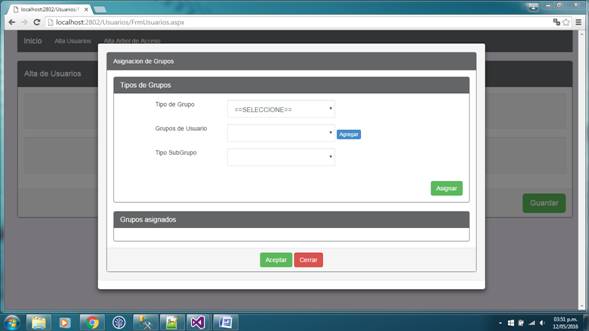 localhost:2802/Usuarios/F
localhost:2802/Usuarios/FrmUsuarios.aspx
Inicio Alta Usuarios Alta Arbol de Acceso
Alta de Usuarios
Asignacion de Grupos
Tipos de Grupos
Tipo de Grupo ==SELECCIONE==
Grupos de Usuario Agregar
Tipo SubGrupo
Asignar
Grupos asignados
Aceptar Cerrar
Guardar
03:51 p.m.
12/05/2016